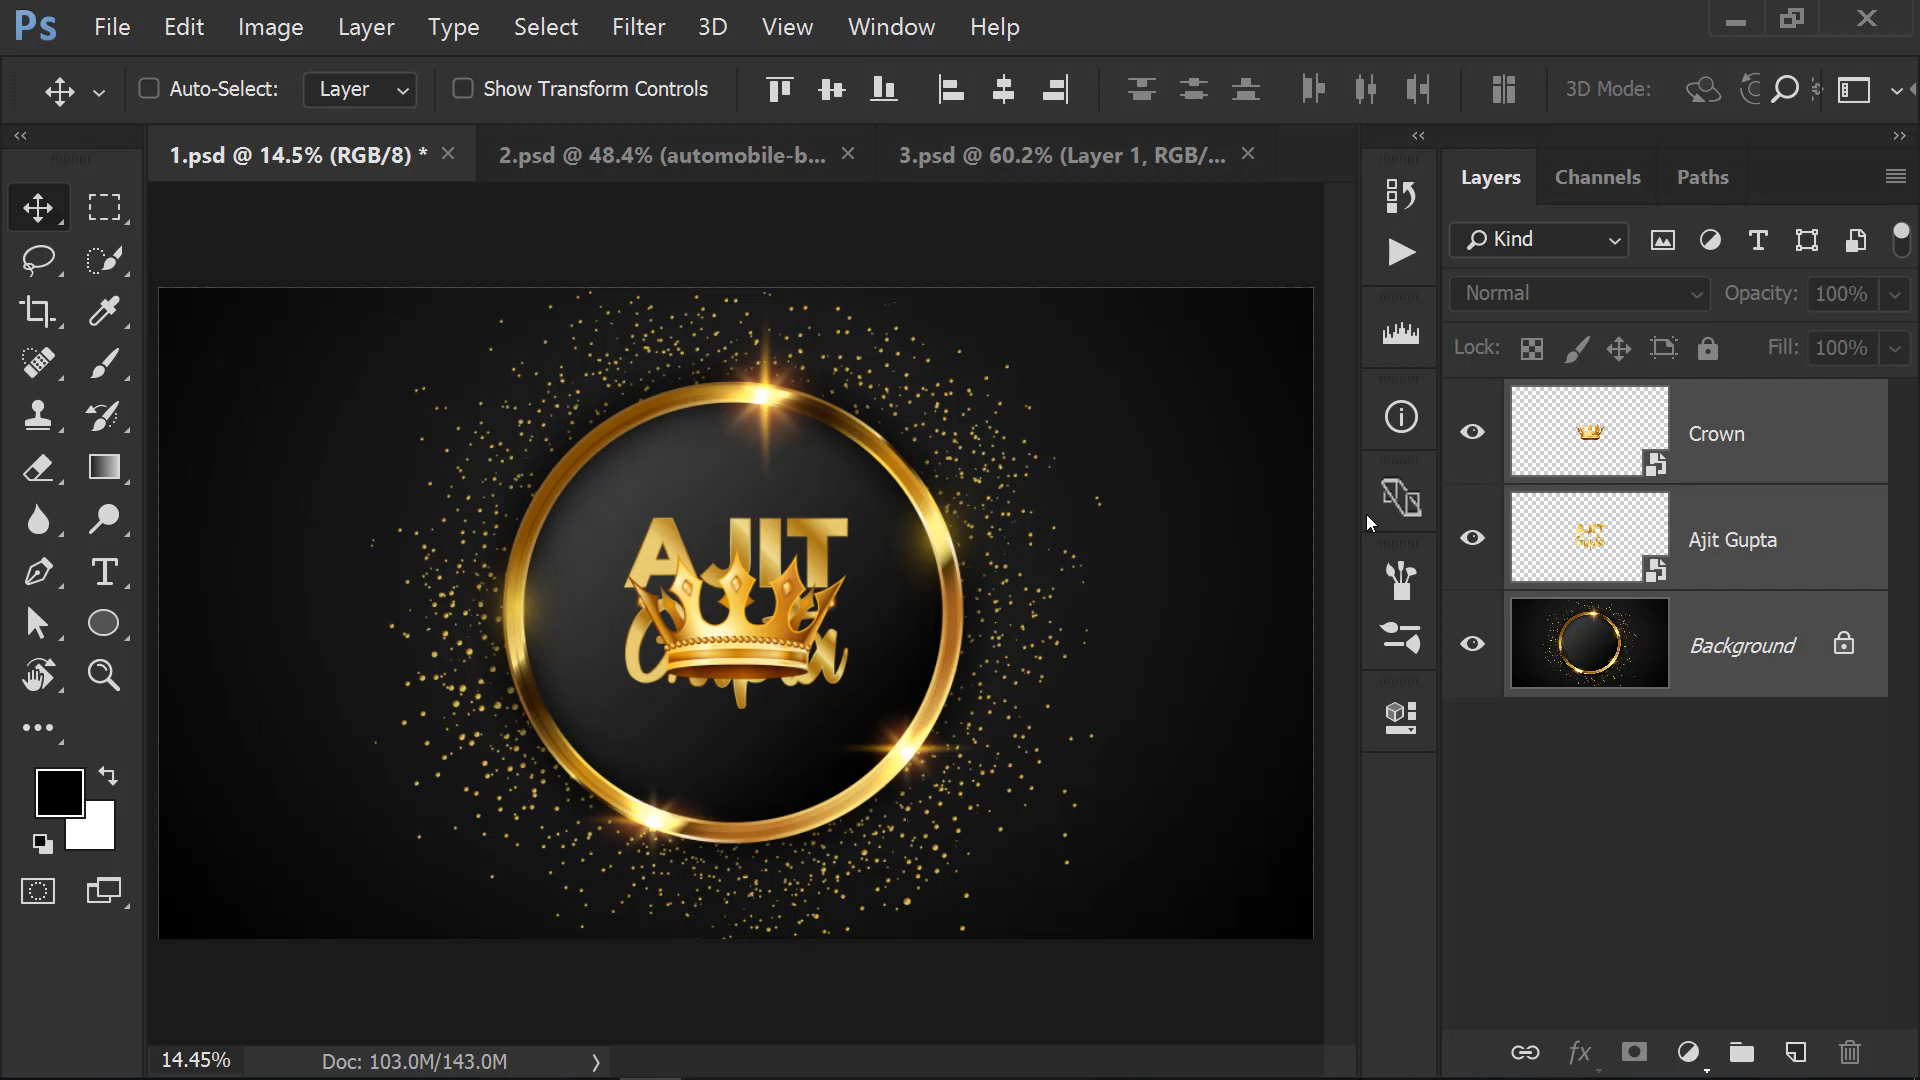 Ps File Edit Image Layer Type Select Filter 3D View Window Help
Auto-Select: Layer Show Transform Controls 3D Mode:
1.psd @ 14.5% (RGB/8) * 2.psd @ 48.4% (automobile-b... 3.psd @ 60.2% (Layer 1, RGB/...
Layers Channels Paths
Kind
Normal Opacity: 100%
Lock: Fill: 100%
Crown
Ajit Gupta
Background
AJIT
14.45% Doc: 103.0M/143.0M
fx